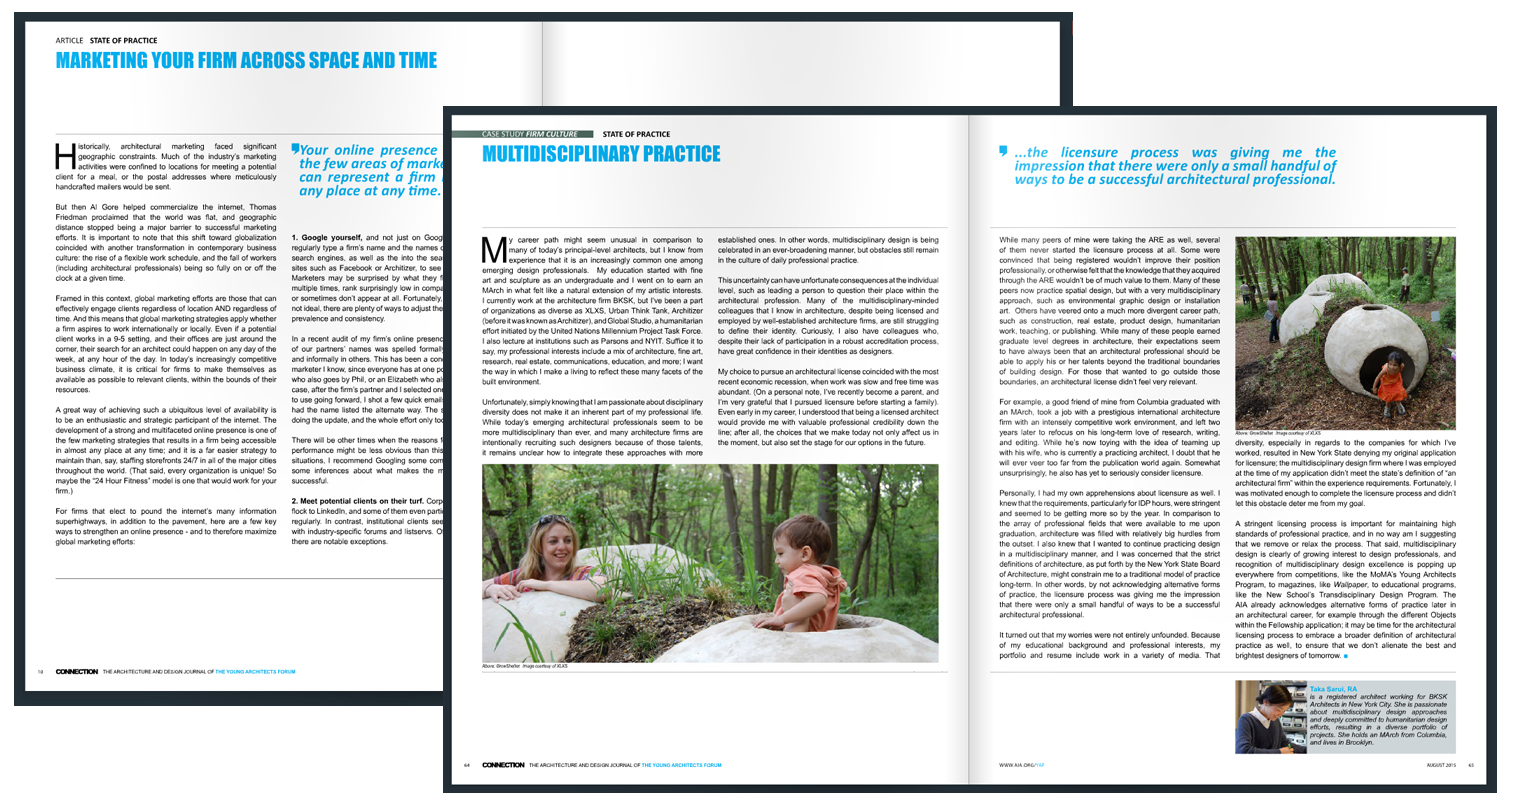 ARTICLE STATE OF PRACTICE
MARKETING YOUR FIRM ACROSS SPACE AND TIME
Historically, architectural marketing faced significant
geographic constraints. Much of the industry's marketing
activities were confined to locations for meeting a potential
client for a meal, or the postal addresses where meticulously
handcrafted mailers would be sent.
But then Al Gore helped commercialize the internet, Thomas
Friedman proclaimed that the world was flat, and geographic
distance stopped being a major barrier to successful marketing
efforts. It is important to note that this shift toward globalization
coincided with another transformation in contemporary business
culture: the rise of a flexible work schedule, and the fall of workers
(including architectural professionals) being so fully on or off the
clock at a given time.
Framed in this context, global marketing efforts are those that can
effectively engage clients regardless of location AND regardless of
time. And this means that global marketing strategies apply whether
a firm aspires to work internationally or locally. Even if a potential
client works in a 9-5 setting, and their offices are just around the
corner, their search for an architect could happen on any day of the
week, at any hour of the day. In today's increasingly competitive
business climate, it is critical for firms to make themselves as
available as possible to relevant clients, within the bounds of their
resources.
A great way of achieving such a ubiquitous level of availability is
to be an enthusiastic and strategic participant of the internet. The
development of a strong and multifaceted online presence is one of
the few marketing strategies that results in a firm being accessible
in almost any place at any time; and it is a far easier strategy to
maintain than, say, staffing storefronts 24/7 in all of the major cities
throughout the world. (That said, every organization is unique! So
maybe the "24 Hour Fitness" model is one that would work for your
firm.)
For firms that elect to pound the internet's many information
superhighways, in addition to the pavement, here are a few key
ways to strengthen an online presence - and to therefore maximize
global marketing efforts:
Your online presence
the few areas of marke
can represent a firm
any place at any time.
1. Google yourself, and not just on Googl
regularly type a firm's name and the names o
search engines, as well as the into the sea
sites such as Facebook or Architizer, to see
Marketers may be surprised by what they f
multiple times, rank surprisingly low in compa
or sometimes don't appear at all. Fortunately,
not ideal, there are plenty of ways to adjust the
prevalence and consistency.
In a recent audit of my firm's online presenc
of our partners' names was spelled formall
and informally in others. This has been a con
marketer I know, since everyone has at one po
who also goes by Phil, or an Elizabeth who al
case, after the firm's partner and I selected one
to use going forward, I shot a few quick email
had the name listed the alternate way. The
doing the update, and the whole effort only too
There will be other times when the reasons f
performance might be less obvious than this
situations, I recommend Googling some com
some inferences about what makes the m
successful.
2. Meet potential clients on their turf. Corp
flock to LinkedIn, and some of them even parti
regularly. In contrast, institutional clients see
with industry-specific forums and listservs. O
there are notable exceptions.
CONNECTION THE ARCHITECTURE AND DESIGN JOURNAL OF THE YOUNG ARCHITECTS FORUM
CASE STUDY FIRM CULTURE STATE OF PRACTICE
MULTIDISCIPLINARY PRACTICE
My career path might seem unusual in comparison to
many of today's principal-level architects, but I know from
experience that it is an increasingly common one among
emerging design professionals. My education started with fine
art and sculpture as an undergraduate and I went on to earn an
MArch in what felt like a natural extension of my artistic interests.
I currently work at the architecture firm BKSK, but I've been a part
of organizations as diverse as XLXS, Urban Think Tank, Architizer
(before it was known as Architizer), and Global Studio, a humanitarian
effort initiated by the United Nations Millennium Project Task Force.
I also lecture at institutions such as Parsons and NYIT. Suffice it to
say, my professional interests include a mix of architecture, fine art,
research, real estate, communications, education, and more; I want
the way in which I make a living to reflect these many facets of the
built environment.
Unfortunately, simply knowing that I am passionate about disciplinary
diversity does not make it an inherent part of my professional life.
While today's emerging architectural professionals seem to be
more multidisciplinary than ever, and many architecture firms are
intentionally recruiting such designers because of those talents,
it remains unclear how to integrate these approaches with more
established ones. In other words, multidisciplinary design is being
celebrated in an ever-broadening manner, but obstacles still remain
in the culture of daily professional practice.
This uncertainty can have unfortunate consequences at the individual
level, such as leading a person to question their place within the
architectural profession. Many of the multidisciplinary-minded
colleagues that I know in architecture, despite being licensed and
employed by well-established architecture firms, are still struggling
to define their identity. Curiously, I also have colleagues who,
despite their lack of participation in a robust accreditation process,
have great confidence in their identities as designers.
My choice to pursue an architectural license coincided with the most
recent economic recession, when work was slow and free time was
abundant. (On a personal note, I've recently become a parent, and
I'm very grateful that I pursued licensure before starting a family).
Even early in my career, I understood that being a licensed architect
would provide me with valuable professional credibility down the
line; after all, the choices that we make today not only affect us in
the moment, but also set the stage for our options in the future.
Above: GrowShelter. Image courtesy of XLXS
64 CONNECTION THE ARCHITECTURE AND DESIGN JOURNAL OF THE YOUNG ARCHITECTS FORUM
...the licensure process was giving me the
impression that there were only a small handful of
ways to be a successful architectural professional.
While many peers of mine were taking the ARE as well, several
of them never started the licensure process at all. Some were
convinced that being registered wouldn't improve their position
professionally, or otherwise felt that the knowledge that they acquired
through the ARE wouldn't be of much value to them. Many of these
peers now practice spatial design, but with a very multidisciplinary
approach, such as environmental graphic design or installation
art. Others have veered onto a much more divergent career path,
such as construction, real estate, product design, humanitarian
work, teaching, or publishing. While many of these people earned
graduate level degrees in architecture, their expectations seem
to have always been that an architectural professional should be
able to apply his or her talents beyond the traditional boundaries
of building design. For those that wanted to go outside those
boundaries, an architectural license didn't feel very relevant.
For example, a good friend of mine from Columbia graduated with
an MArch, took a job with a prestigious international architecture
firm with an intensely competitive work environment, and left two
years later to refocus on his long-term love of research, writing,
and editing. While he's now toying with the idea of teaming up
with his wife, who is currently a practicing architect, I doubt that he
will ever veer too far from the publication world again. Somewhat
unsurprisingly, he also has yet to seriously consider licensure.
Personally, I had my own apprehensions about licensure as well. I
knew that the requirements, particularly for IDP hours, were stringent
and seemed to be getting more so by the year. In comparison to
the array of professional fields that were available to me upon
graduation, architecture was filled with relatively big hurdles from
the outset. I also knew that I wanted to continue practicing design
in a multidisciplinary manner, and I was concerned that the strict
definitions of architecture, as put forth by the New York State Board
of Architecture, might constrain me to a traditional model of practice
long-term. In other words, by not acknowledging alternative forms
of practice, the licensure process was giving me the impression
that there were only a small handful of ways to be a successful
architectural professional.
It turned out that my worries were not entirely unfounded. Because
of my educational background and professional interests, my
portfolio and resume include work in a variety of media. That
Above: GrowShelter. Image courtesy of XLXS
diversity, especially in regards to the companies for which I've
worked, resulted in New York State denying my original application
for licensure; the multidisciplinary design firm where I was employed
at the time of my application didn't meet the state's definition of "an
architectural firm" within the experience requirements. Fortunately, I
was motivated enough to complete the licensure process and didn't
let this obstacle deter me from my goal.
A stringent licensing process is important for maintaining high
standards of professional practice, and in no way am I suggesting
that we remove or relax the process. That said, multidisciplinary
design is clearly of growing interest to design professionals, and
recognition of multidisciplinary design excellence is popping up
everywhere from competitions, like the MoMA's Young Architects
Program, to magazines, like Wallpaper, to educational programs,
like the New School's Transdisciplinary Design Program. The
AIA already acknowledges alternative forms of practice later in
an architectural career, for example through the different Objects
within the Fellowship application; it may be time for the architectural
licensing process to embrace a broader definition of architectural
practice as well, to ensure that we don't alienate the best and
brightest designers of tomorrow.
Taka Sarui, RA
is a registered architect working for BKSK
Architects in New York City. She is passionate
about multidisciplinary design approaches
and deeply committed to humanitarian design
efforts, resulting in a diverse portfolio of
projects. She holds an MArch from Columbia,
and lives in Brooklyn.
WWW.AIA.ORG/YAF
AUGUST 2015 65